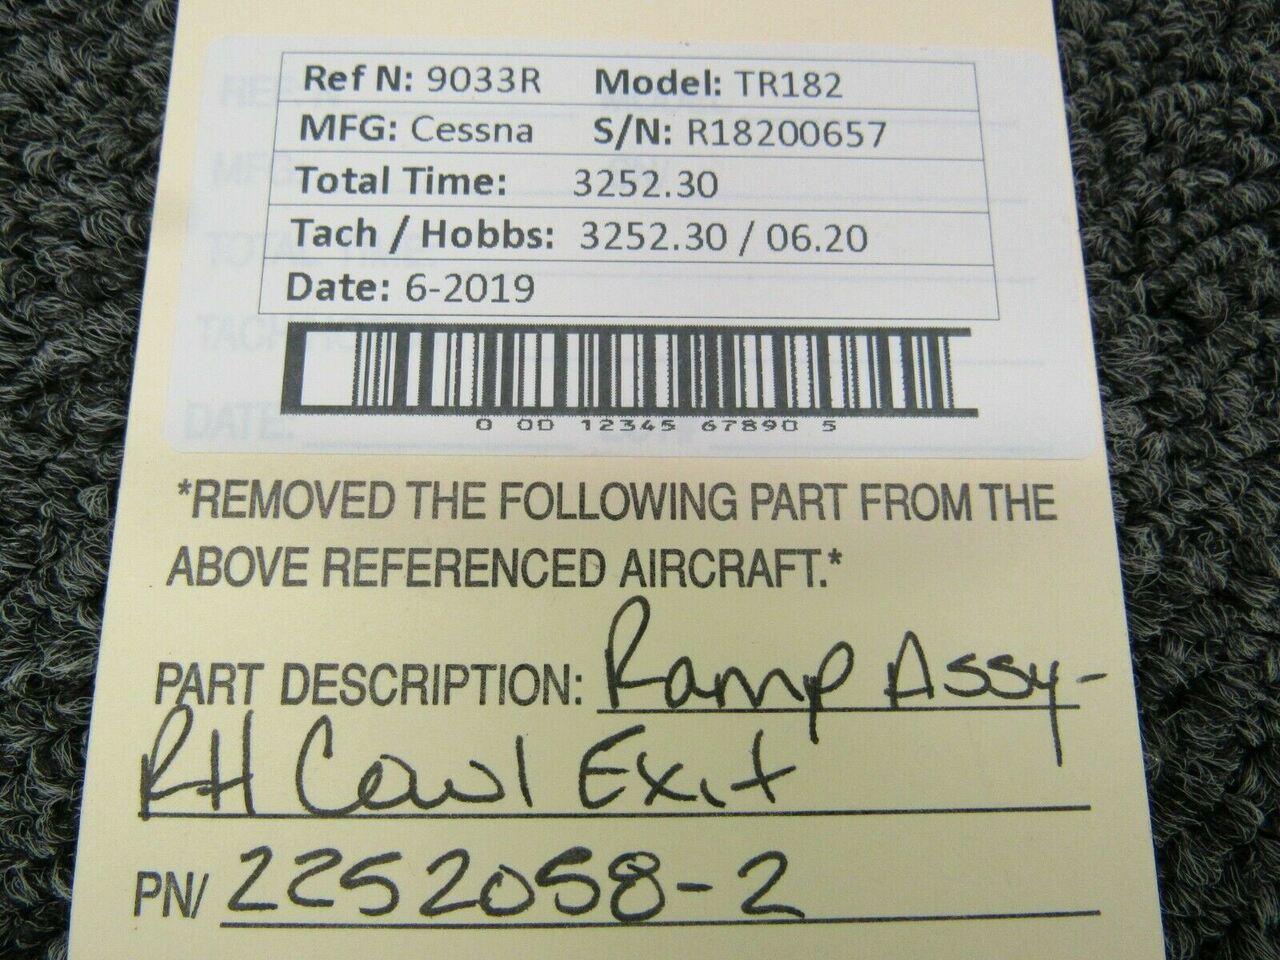 Ref N: 9033R Model: TR182
MFG: Cessna S/N: R18200657
Total Time: 3252.30
Tach / Hobbs: 3252.30 / 06.20
Date: 6-2019
0 00 12345 67890 5
*REMOVED THE FOLLOWING PART FROM THE
ABOVE REFERENCED AIRCRAFT.*
PART DESCRIPTION: Ramp Assy-
RH Cowl Exit
PN/ 2252058-2